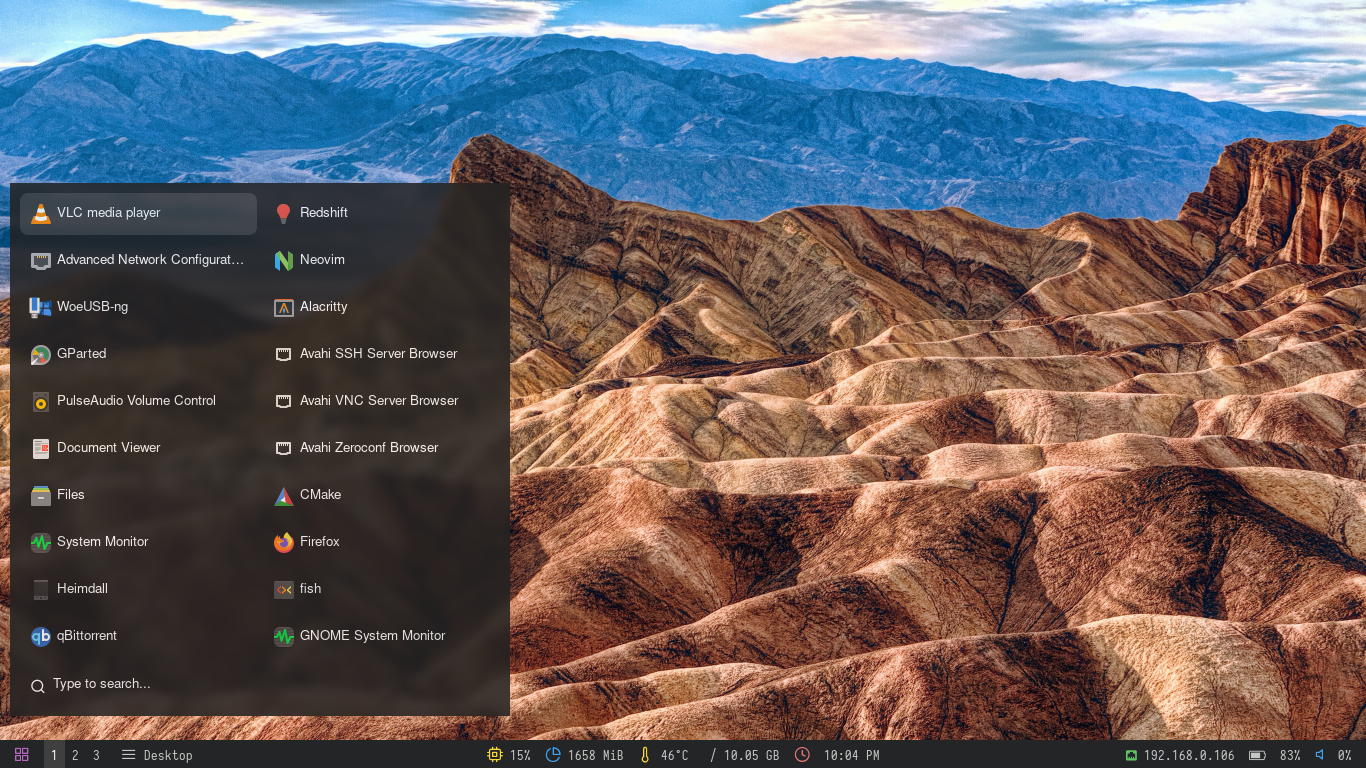 VLC media player
Redshift
Advanced Network Configurat...
Neovim
WoeUSB-ng
Alacritty
GParted
Avahi SSH Server Browser
PulseAudio Volume Control
Avahi VNC Server Browser
Document Viewer
Avahi Zeroconf Browser
Files
CMake
System Monitor
Firefox
Heimdall
fish
qb qBittorrent
GNOME System Monitor
Type to search...
1 2 3 Desktop 15% 1658 MiB 46°C / 10.05 GB 10:04 PM 192.168.0.106 83% 0%